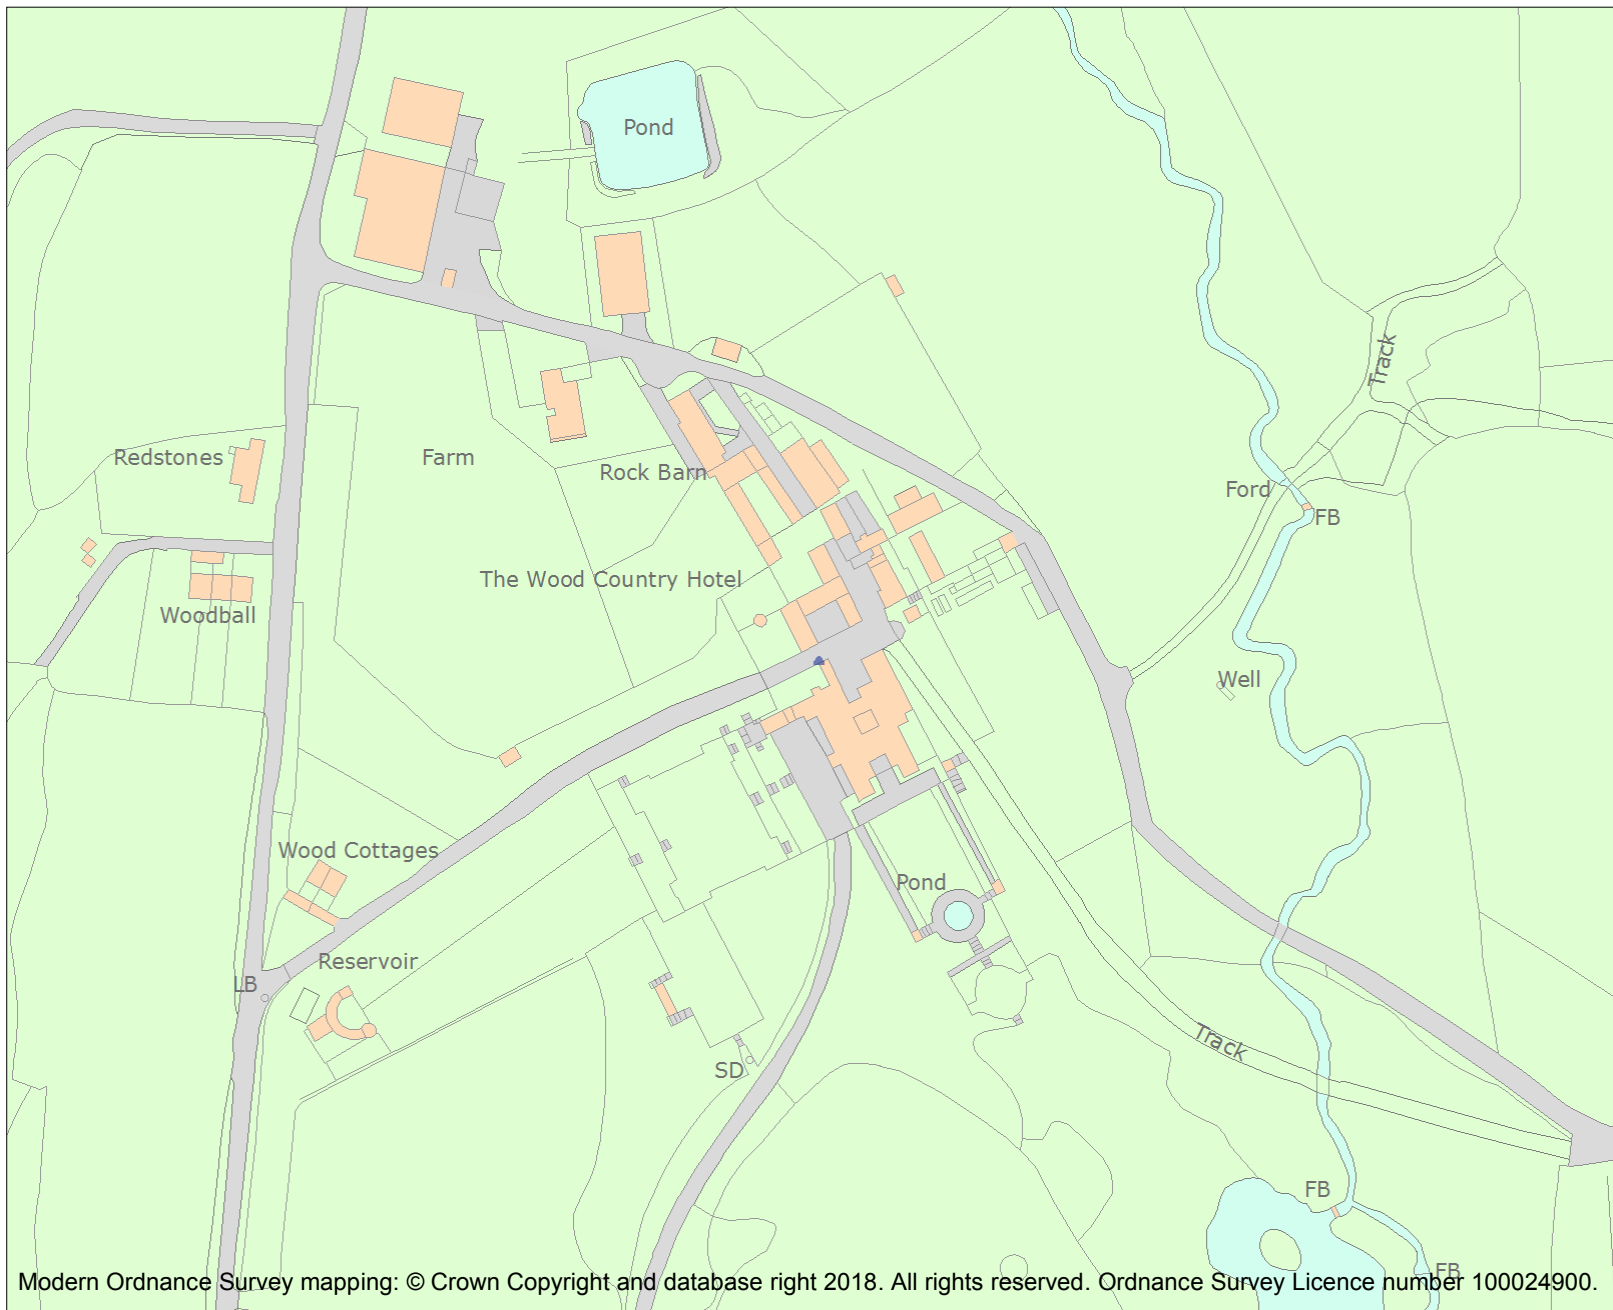 Pond
Track
Redstones
Farm
Rock Barn
Ford
FB
The Wood Country Hotel
Woodball
Well
Wood Cottages
Pond
Reservoir
LB
Track
SD
FB
FB
Modern Ordnance Survey mapping: © Crown Copyright and database right 2018. All rights reserved. Ordnance Survey Licence number 100024900.